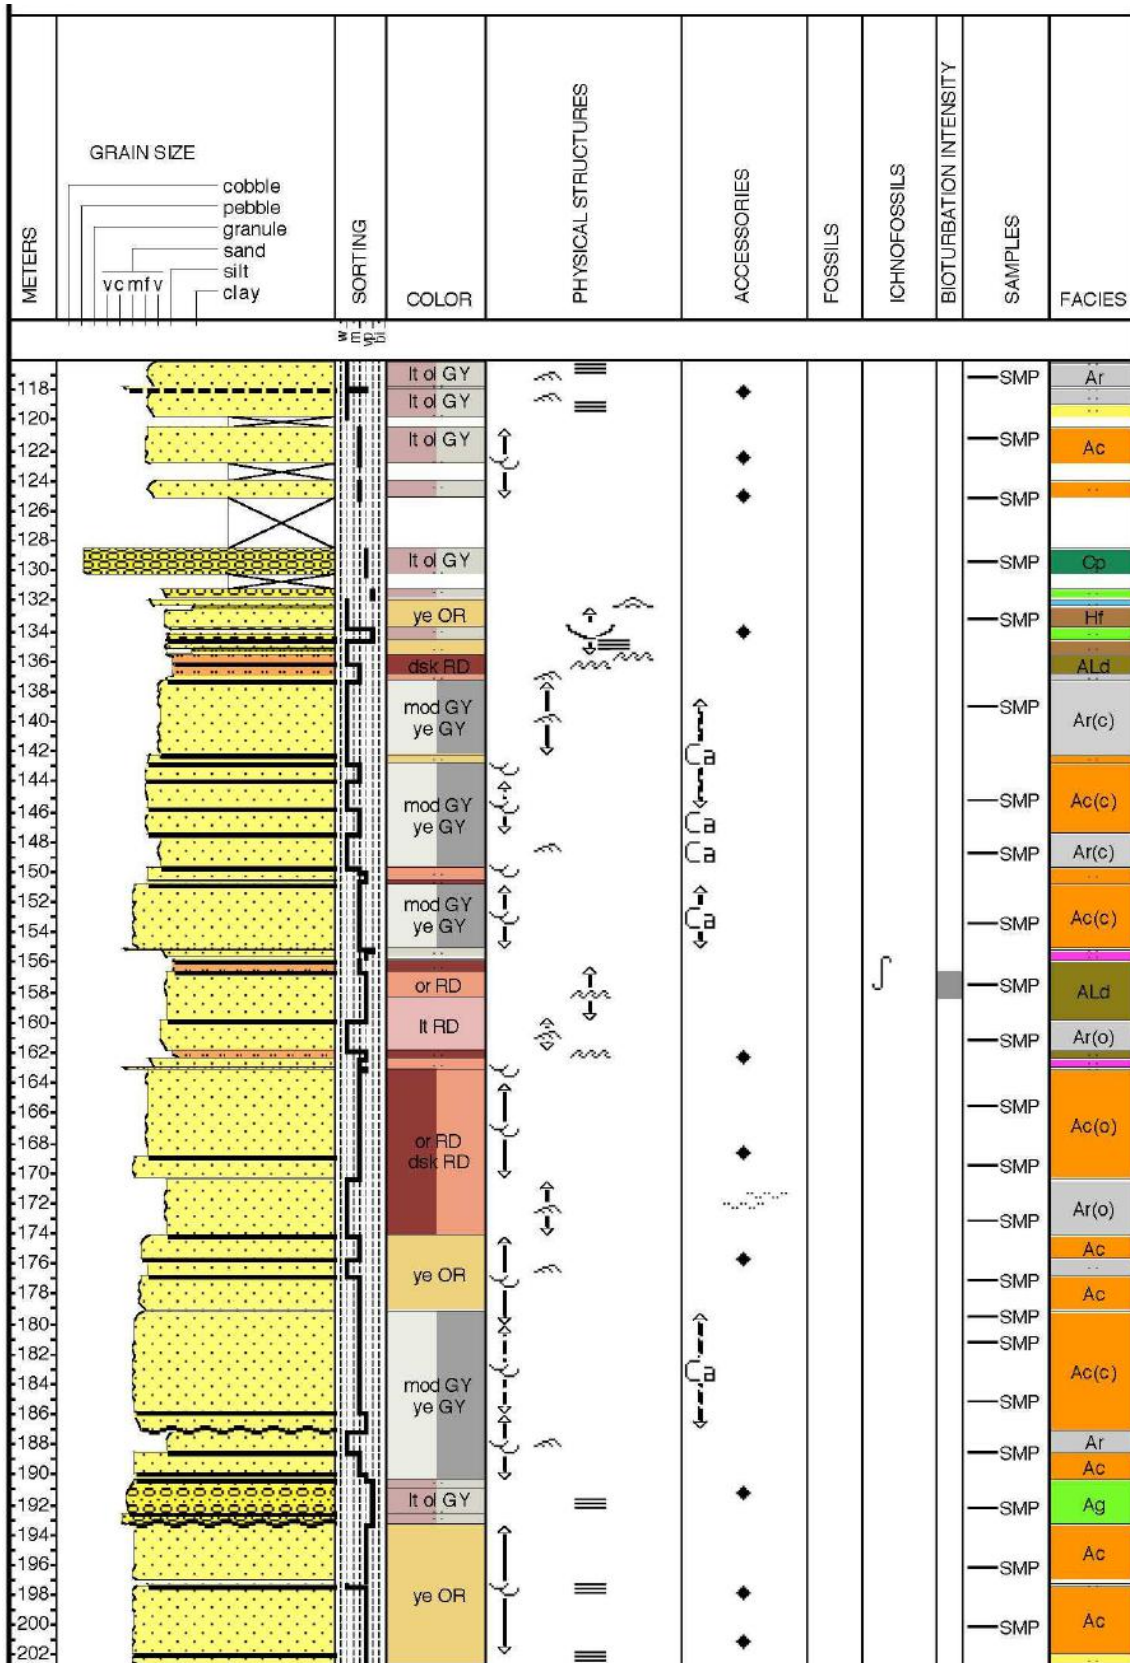 GRAIN SIZE
cobble
pebble
granule
sand
silt
clay
v c m f v
METERS
SORTING
COLOR
PHYSICAL STRUCTURES
ACCESSORIES
FOSSILS
ICHNOFOSSILS
BIOTURBATION INTENSITY
SAMPLES
FACIES
lt ol GY SMP Ar
118
lt ol GY
120
lt ol GY SMP Ac
122
124
SMP
126
128
lt ol GY SMP Cp
130
132
ye OR SMP Hf
134
136 dsk RD ALd
138
mod GY SMP Ar(c)
140 ye GY
142 Ca
144
mod GY SMP Ac(c)
146 ye GY Ca
148 Ca SMP Ar(c)
150
152 mod GY Ca Ac(c)
154 ye GY SMP
156
158 or RD SMP ALd
160 lt RD
SMP Ar(o)
162
164
166 SMP Ac(o)
168 or RD
170 dsk RD SMP
172 Ar(o)
174 SMP
Ac
176
ye OR SMP
178 Ac
180 SMP
182 SMP
184 mod GY Ca Ac(c)
186 ye GY SMP
188 Ar
SMP
190 Ac
192 lt ol GY SMP Ag
194
196 SMP Ac
198 ye OR
200 SMP Ac
202